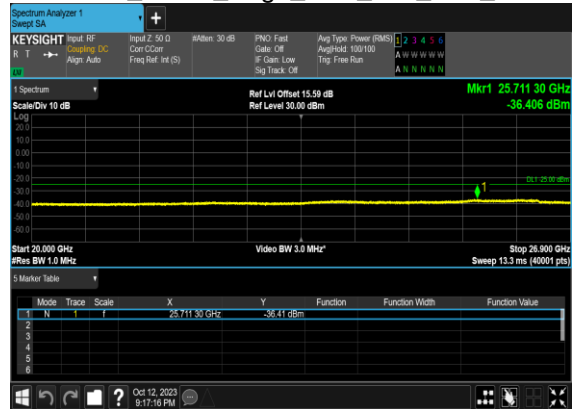 Spectrum Analyzer 1
Swept SA
+
KEYSIGHT Input: RF Input Z: 50 Ω #Atten: 30 dB PNO: Fast Avg Type: Power (RMS) 1 2 3 4 5 6
R T Coupling: DC Corr CCorr Gate: Off Avg|Hold: 100/100 A W W W W W
Align: Auto Freq Ref: Int (S) IF Gain: Low Trig: Free Run
Sig Track: Off A N N N N N
1 Spectrum Ref Lvl Offset 15.59 dB Mkr1 25.711 30 GHz
Scale/Div 10 dB Ref Level 30.00 dBm -36.406 dBm
Log
20.0
10.0
0.00
-10.0
-20.0 DL1 -25.00 dBm
-30.0 1
-40.0
-50.0
-60.0
Start 20.000 GHz Video BW 3.0 MHz* Stop 26.900 GHz
#Res BW 1.0 MHz Sweep 13.3 ms (40001 pts)
5 Marker Table
Mode Trace Scale X Y Function Function Width Function Value
1 N 1 f 25.711 30 GHz -36.41 dBm
2
3
4
5
6
? Oct 12, 2023
9:17:16 PM